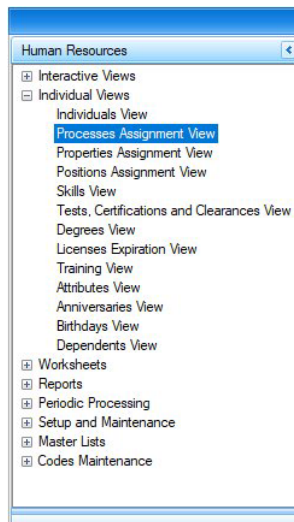 Human Resources
Interactive Views
Individual Views
Individuals View
Processes Assignment View
Properties Assignment View
Positions Assignment View
Skills View
Tests, Certifications and Clearances View
Degrees View
Licenses Expiration View
Training View
Attributes View
Anniversaries View
Birthdays View
Dependents View
Worksheets
Reports
Periodic Processing
Setup and Maintenance
Master Lists
Codes Maintenance